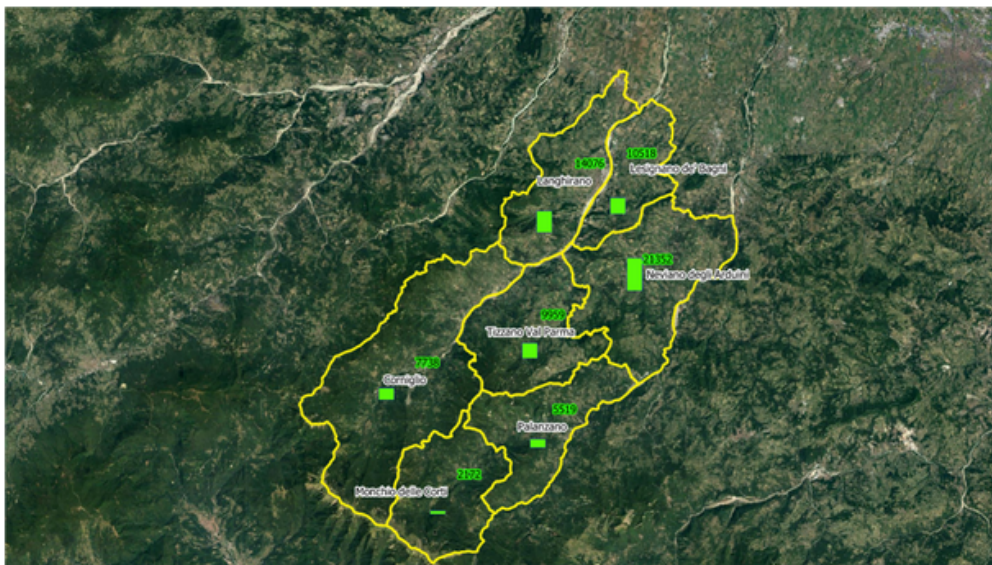 10518
14076
Lesignano de' Bagni
Langhirano
21352
Neviano degli Arduini
9959
Tizzano Val Parma
7738
Corniglio
5519
Palanzano
2172
Monchio delle Corti